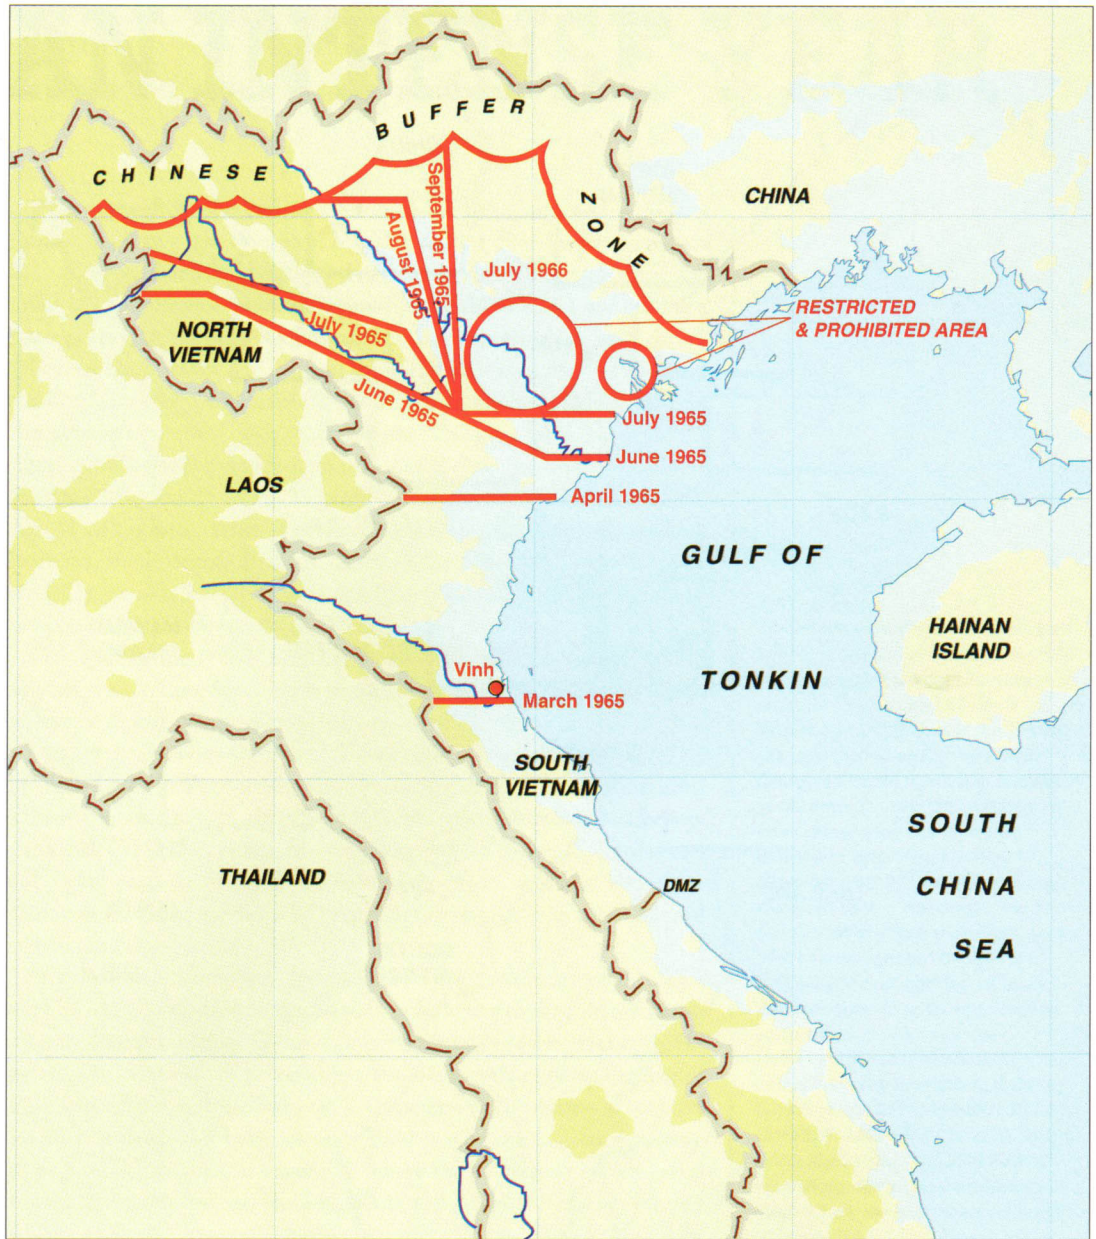 BUFFER
CHINESE
ZONE
CHINA
September 1965
August 1965
July 1966
RESTRICTED
& PROHIBITED AREA
NORTH
VIETNAM
July 1965
June 1965
July 1965
June 1965
LAOS
April 1965
GULF OF
TONKIN
HAINAN
ISLAND
Vinh
March 1965
SOUTH
VIETNAM
SOUTH
CHINA
SEA
THAILAND
DMZ